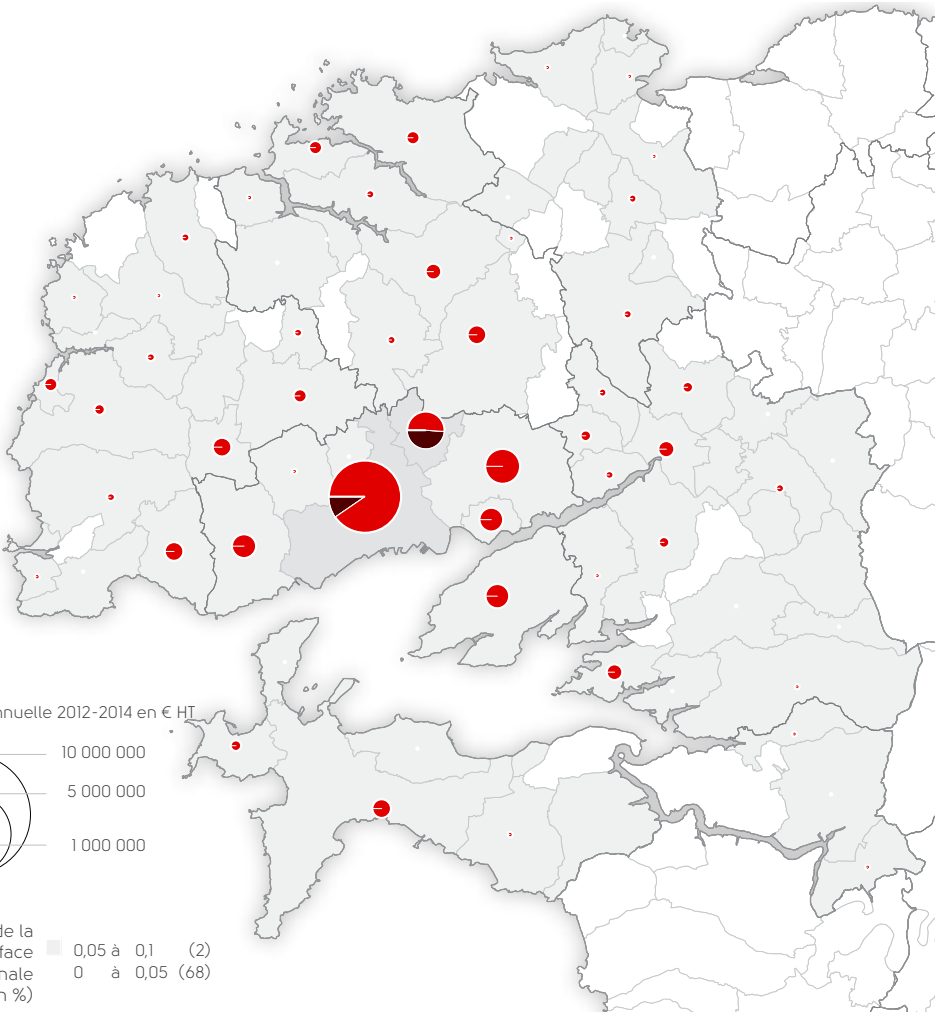 nnuelle 2012-2014 en € HT
10 000 000
5 000 000
1 000 000
de la
face
nale
n %)
0,05 à 0,1 (2)
0 à 0,05 (68)